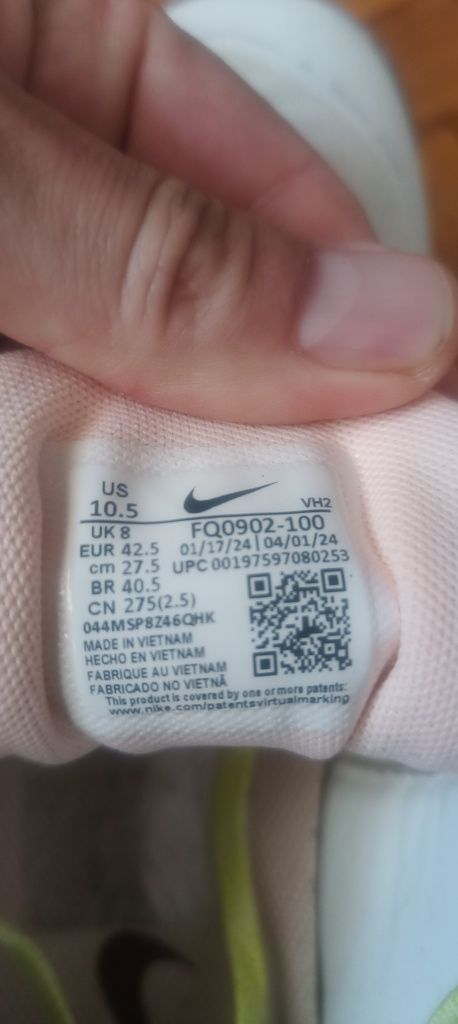 US
10.5
VH2
UK 8
FQ0902-100
EUR 42.5
01/17/24 | 04/01/24
cm 27.5
UPC 00197597080253
BR 40.5
CN 275(2.5)
044MSP8Z46QHK
MADE IN VIETNAM
HECHO EN VIETNAM
FABRIQUE AU VIETNAM
FABRICADO NO VIETNÃ
This product is covered by one or more patents:
www.nike.com/patentsvirtualmarking